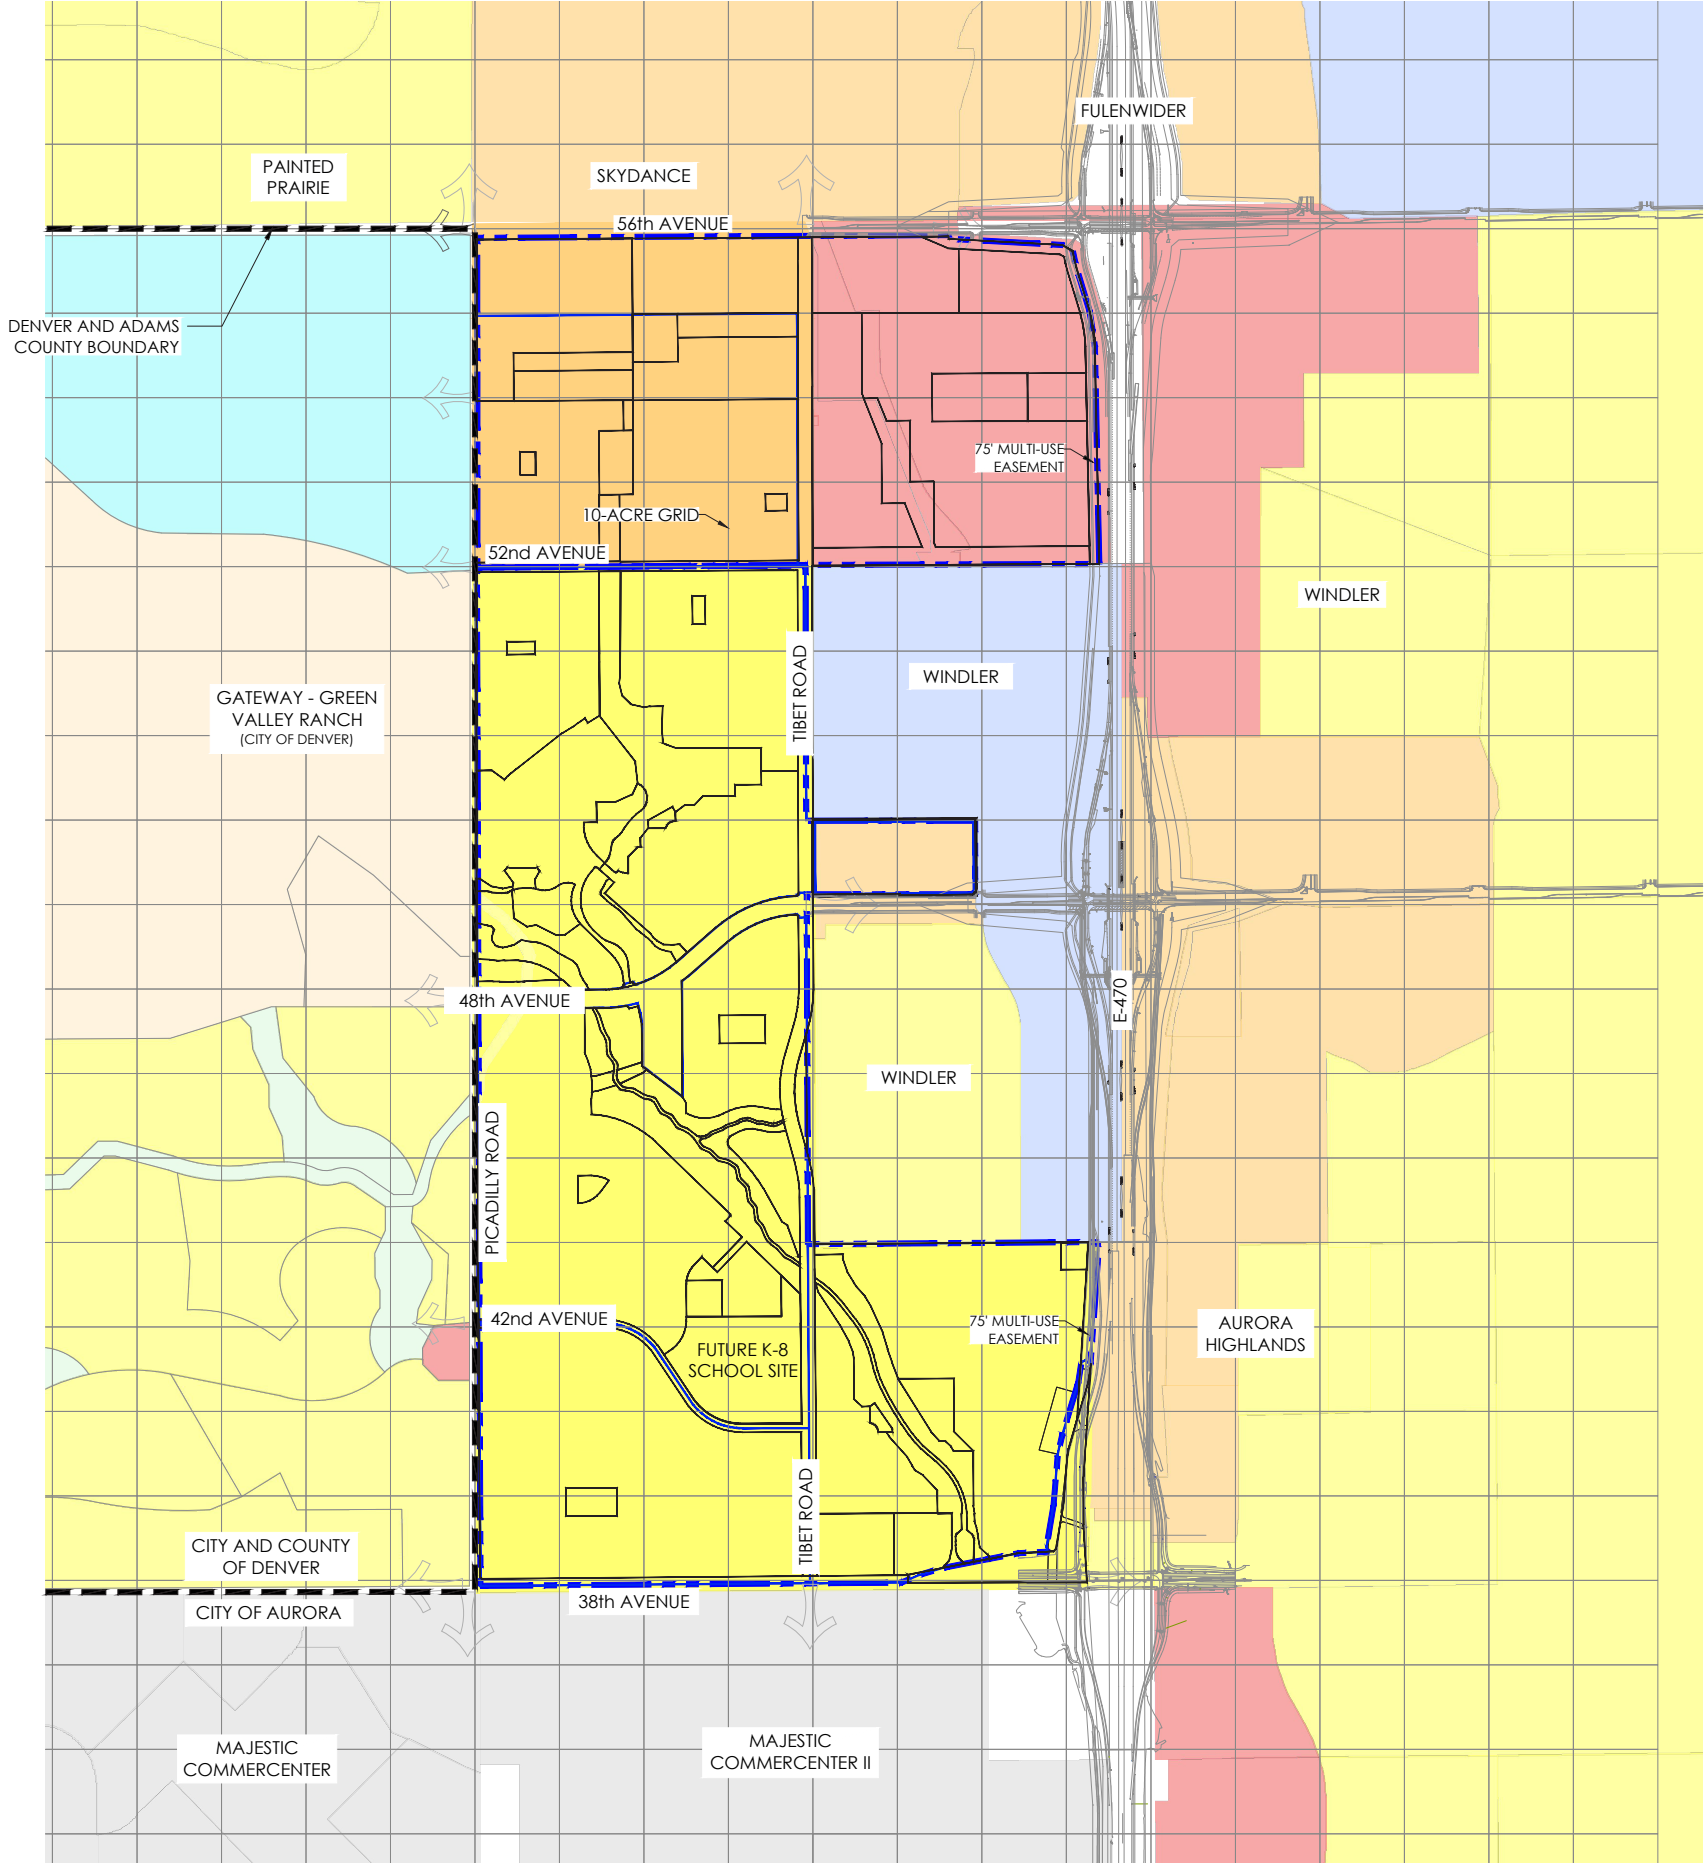 FULENWIDER
PAINTED
PRAIRIE
SKYDANCE
56th AVENUE
DENVER AND ADAMS
COUNTY BOUNDARY
75' MULTI-USE
EASEMENT
10-ACRE GRID
52nd AVENUE
WINDLER
WINDLER
TIBET ROAD
GATEWAY - GREEN
VALLEY RANCH
(CITY OF DENVER)
48th AVENUE
E-470
WINDLER
PICADILLY ROAD
42nd AVENUE
75' MULTI-USE
EASEMENT
AURORA
HIGHLANDS
FUTURE K-8
SCHOOL SITE
TIBET ROAD
CITY AND COUNTY
OF DENVER
CITY OF AURORA
38th AVENUE
MAJESTIC
COMMERCENTER
MAJESTIC
COMMERCENTER II